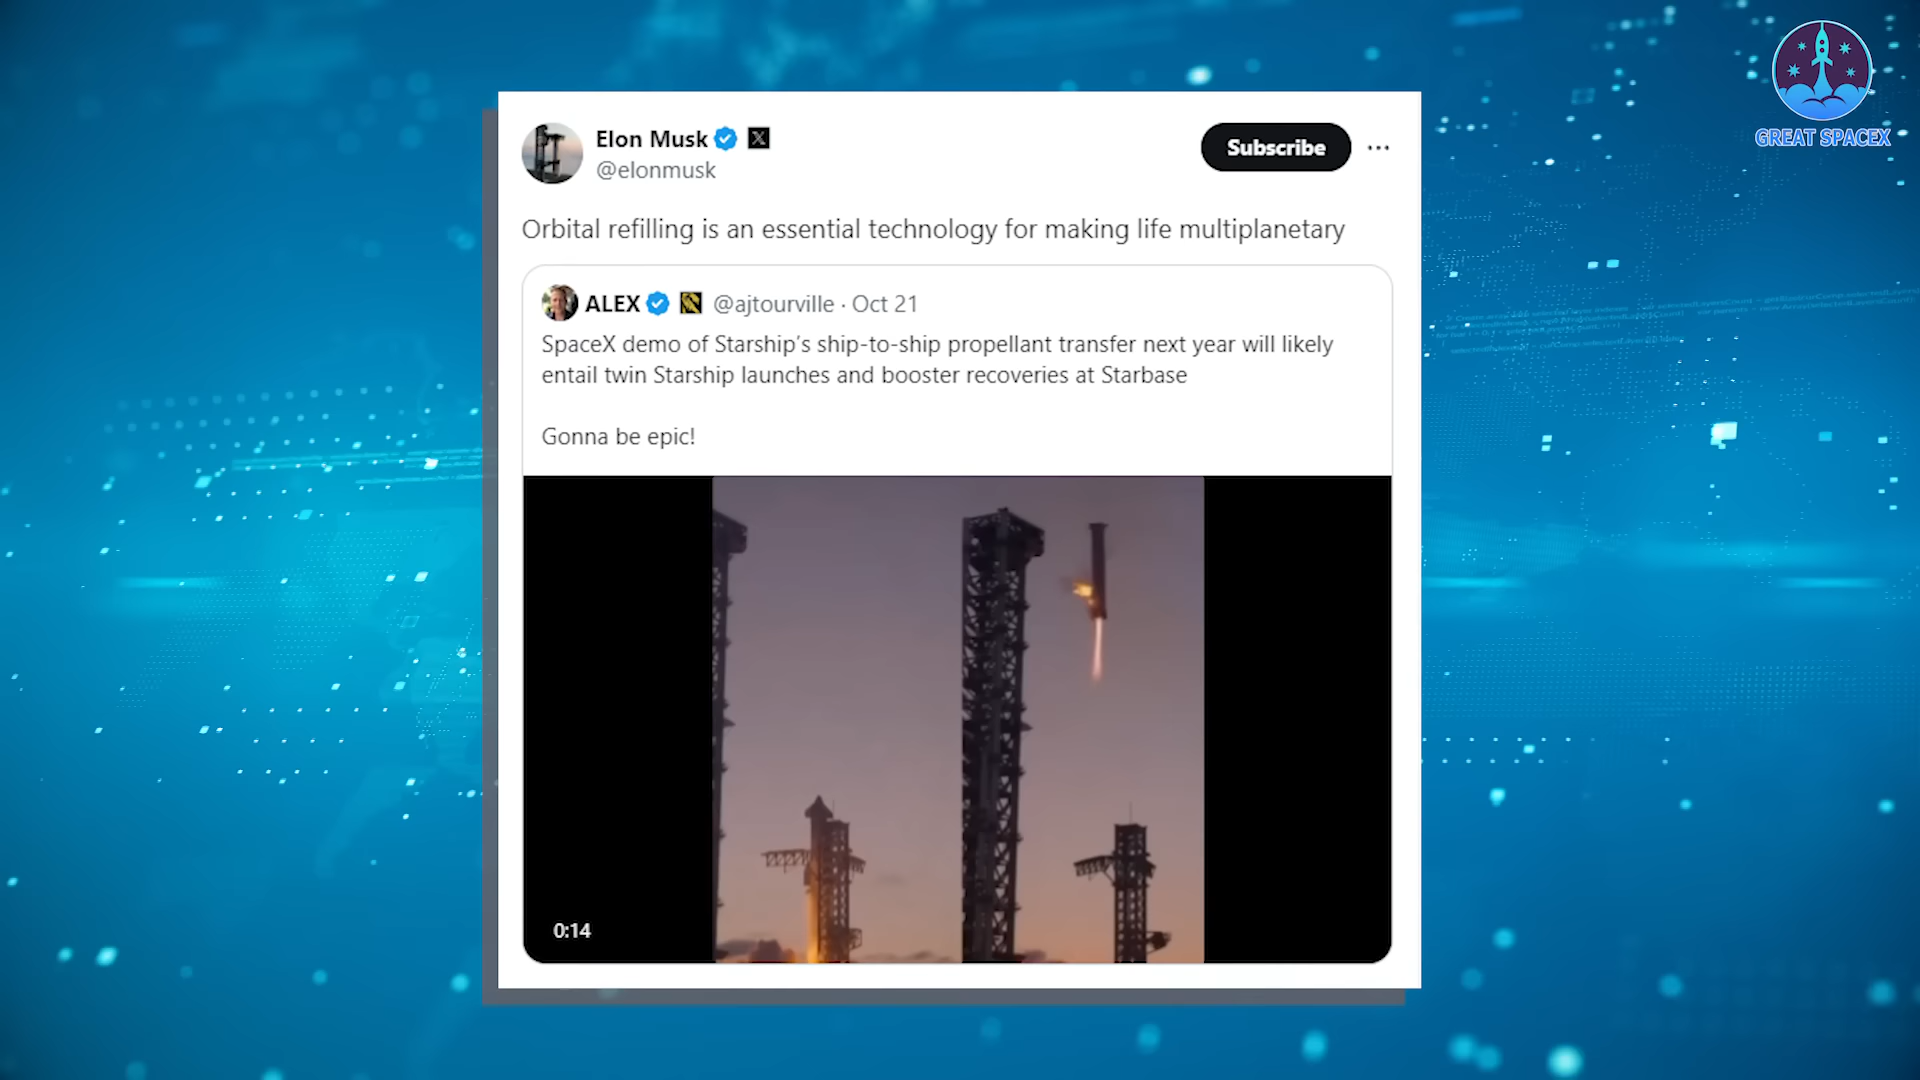 GREAT SPACEX
Elon Musk
@elonmusk
Subscribe
Orbital refilling is an essential technology for making life multiplanetary
ALEX @ajtourville · Oct 21
SpaceX demo of Starship's ship-to-ship propellant transfer next year will likely
entail twin Starship launches and booster recoveries at Starbase
Gonna be epic!
0:14